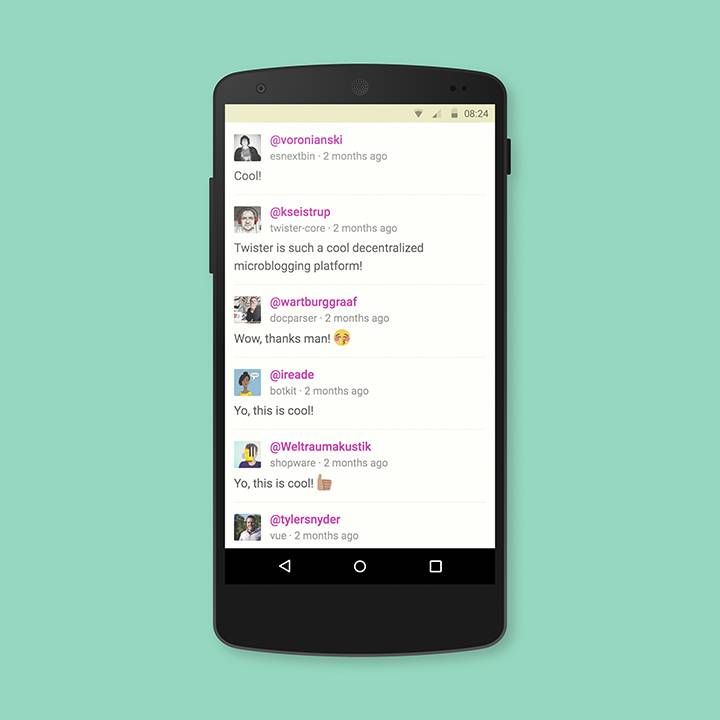 08:24
@voronianski
esnextbin · 2 months ago
Cool!
@kseistrup
twister-core · 2 months ago
Twister is such a cool decentralized
microblogging platform!
@wartburggraaf
docparser · 2 months ago
Wow, thanks man! 😚
@ireade
botkit · 2 months ago
Yo, this is cool!
@Weltraumakustik
shopware · 2 months ago
Yo, this is cool! 👍🏽
@tylersnyder
vue · 2 months ago